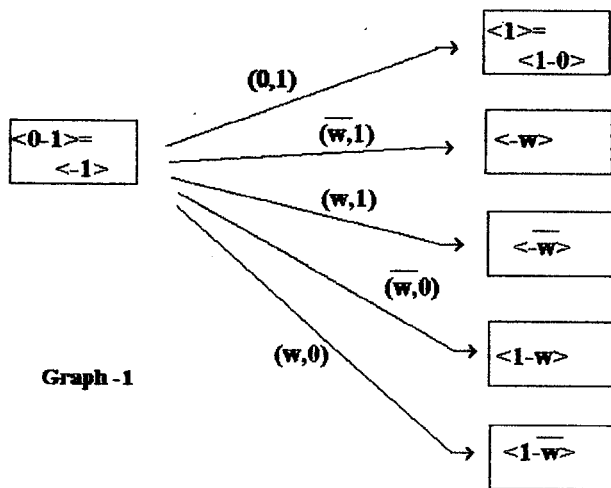 <1>=
<1-0>
(0,1)
<0-1>=
<-1>
(w̅,1)
<-w>
(w,1)
<-w̅>
(w̅,0)
<1-w>
(w,0)
Graph -1
<1-w̅>